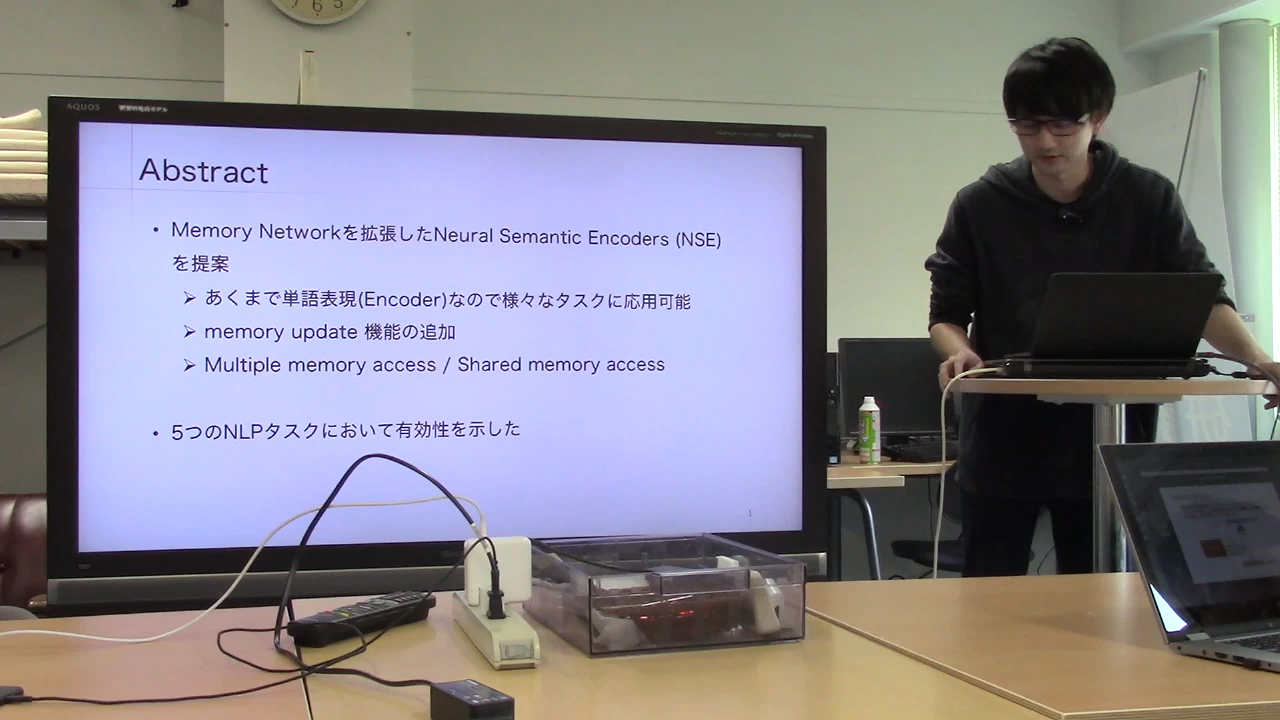 AQUOS
Abstract
• Memory Networkを拡張したNeural Semantic Encoders (NSE)
を提案
➢ あくまで単語表現(Encoder)なので様々なタスクに応用可能
➢ memory update 機能の追加
➢ Multiple memory access / Shared memory access
• 5つのNLPタスクにおいて有効性を示した
1
7 6 5